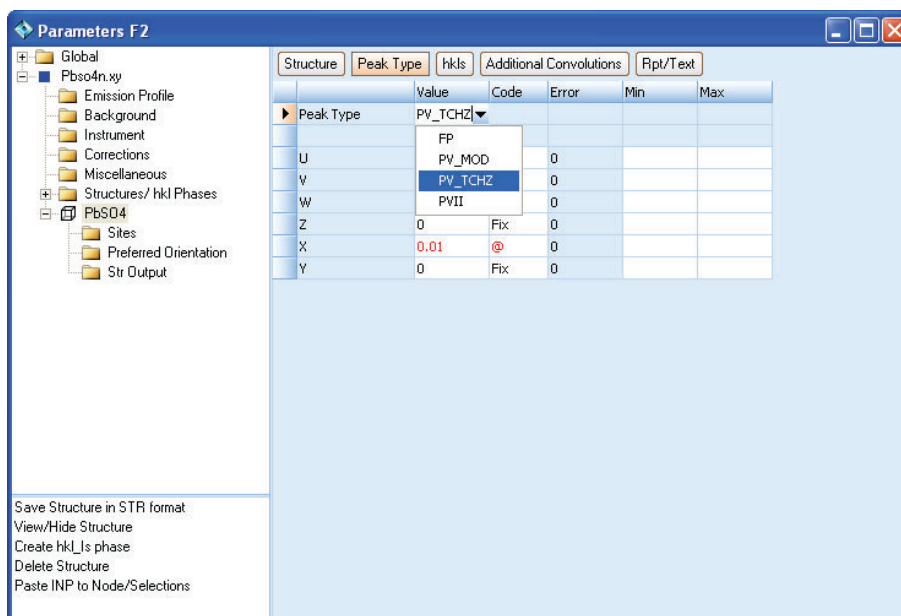 Parameters F2
Global
Pbso4n.xy
Emission Profile
Background
Instrument
Corrections
Miscellaneous
Structures/ hkl Phases
PbSO4
Sites
Preferred Orientation
Str Output
Save Structure in STR format
View/Hide Structure
Create hkl_Is phase
Delete Structure
Paste INP to Node/Selections
Structure Peak Type hkls Additional Convolutions Rpt/Text
Value Code Error Min Max
Peak Type PV_TCHZ
FP
PV_MOD
PV_TCHZ
PVII
U 0
V 0
W 0
Z 0 Fix 0
X 0.01 @ 0
Y 0 Fix 0